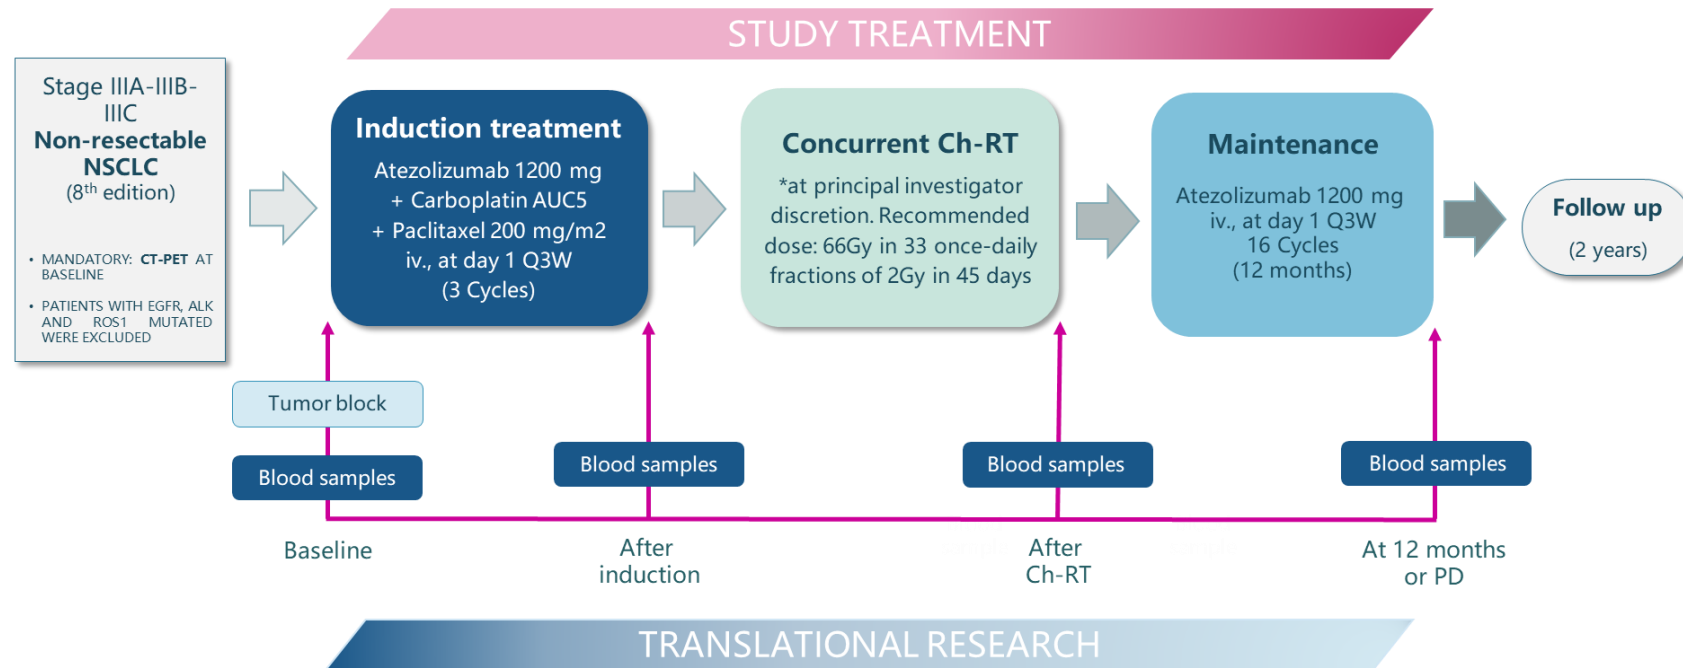 STUDY TREATMENT
Stage IIIA-IIIB-
IIIC
Non-resectable
NSCLC
(8th edition)
• MANDATORY: CT-PET AT
BASELINE
• PATIENTS WITH EGFR, ALK
AND ROS1 MUTATED
WERE EXCLUDED
Induction treatment
Atezolizumab 1200 mg
+ Carboplatin AUC5
+ Paclitaxel 200 mg/m2
iv., at day 1 Q3W
(3 Cycles)
Concurrent Ch-RT
*at principal investigator
discretion. Recommended
dose: 66Gy in 33 once-daily
fractions of 2Gy in 45 days
Maintenance
Atezolizumab 1200 mg
iv., at day 1 Q3W
16 Cycles
(12 months)
Follow up
(2 years)
Tumor block
Blood samples
Blood samples
Blood samples
Blood samples
Baseline
After
induction
After
Ch-RT
At 12 months
or PD
TRANSLATIONAL RESEARCH